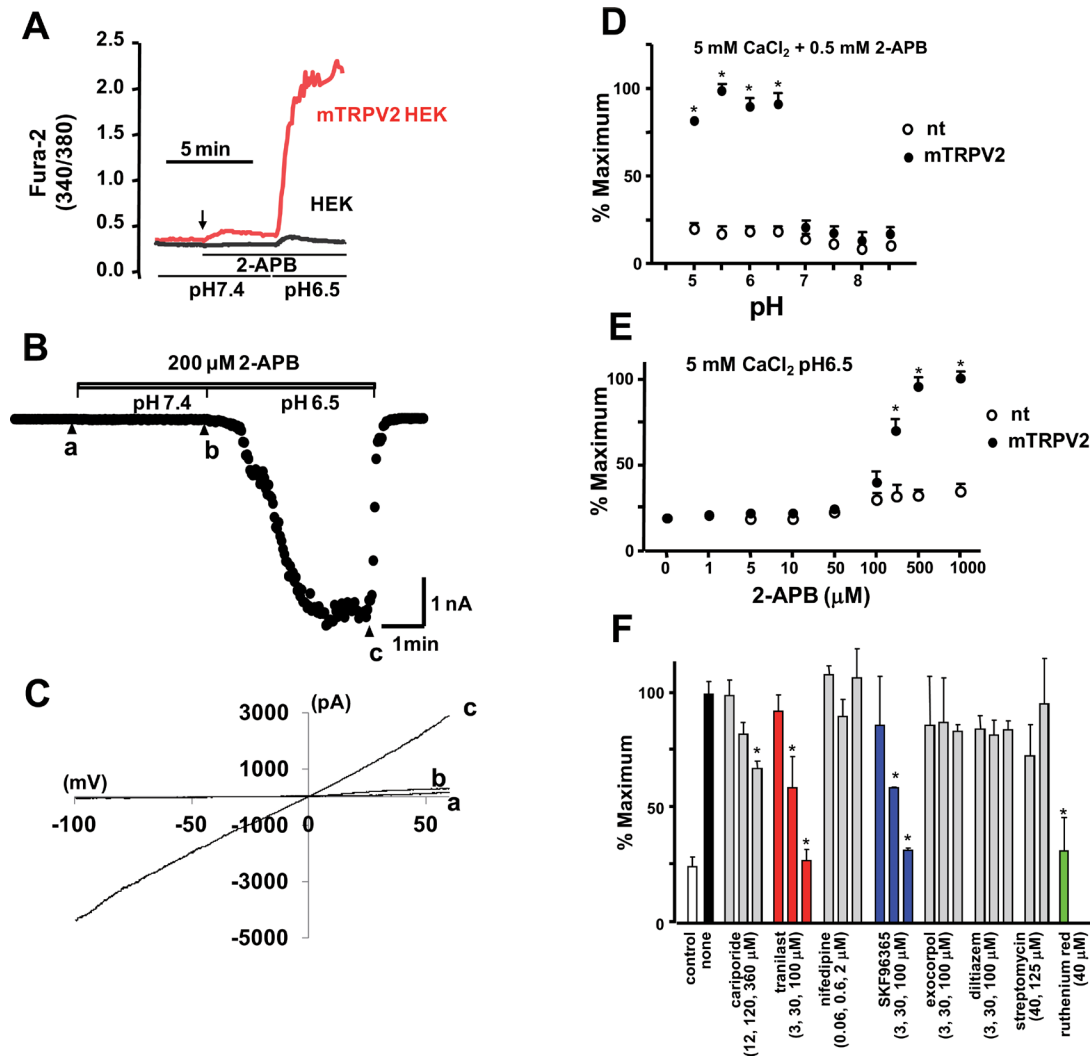 A
2.5
2.0
1.5
1.0
0.5
0.0
Fura-2
(340/380)
mTRPV2 HEK
5 min
HEK
2-APB
pH7.4
pH6.5
B
200 µM 2-APB
pH 7.4
pH 6.5
a
b
c
1 nA
1min
C
(pA)
3000
1000
-1000
-3000
-5000
(mV)
-100
-50
0
50
c
b
a
D
5 mM CaCl2 + 0.5 mM 2-APB
% Maximum
100
50
0
* * * *
nt
mTRPV2
5 6 7 8
pH
E
5 mM CaCl2 pH6.5
% Maximum
100
50
0
* * *
nt
mTRPV2
0 1 5 10 50 100 500 1000
2-APB (µM)
F
% Maximum
100
50
0
* * * * * *
control
none
cariporide
(12, 120, 360 µM)
tranilast
(3, 30, 100 µM)
nifedipine
(0.06, 0.6, 2 µM)
SKF96365
(3, 30, 100 µM)
exocorpol
(3, 30, 100 µM)
diltiazem
(3, 30, 100 µM)
streptomycin
(40, 125 µM)
ruthenium red
(40 µM)